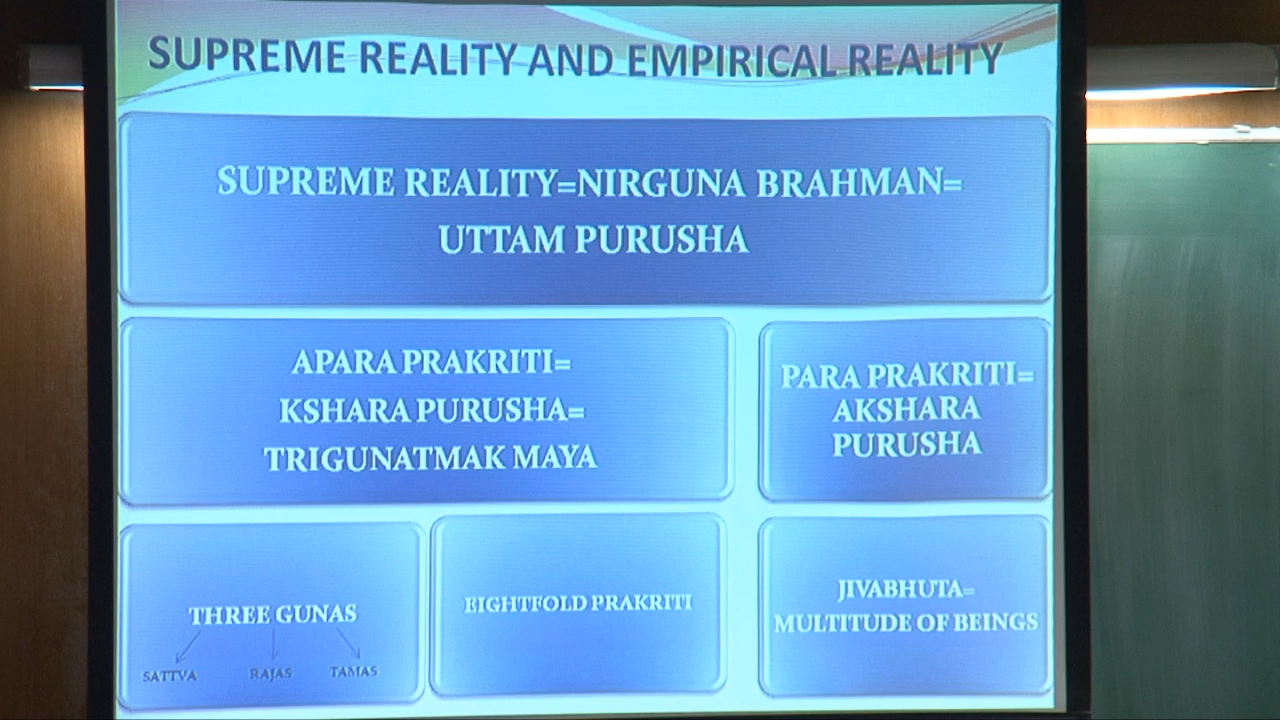 SUPREME REALITY AND EMPIRICAL REALITY
SUPREME REALITY=NIRGUNA BRAHMAN=
UTTAM PURUSHA
APARA PRAKRITI=
KSHARA PURUSHA=
TRIGUNATMAK MAYA
PARA PRAKRITI=
AKSHARA
PURUSHA
THREE GUNAS
SATTVA RAJAS TAMAS
EIGHTFOLD PRAKRITI
JIVABHUTA=
MULTITUDE OF BEINGS